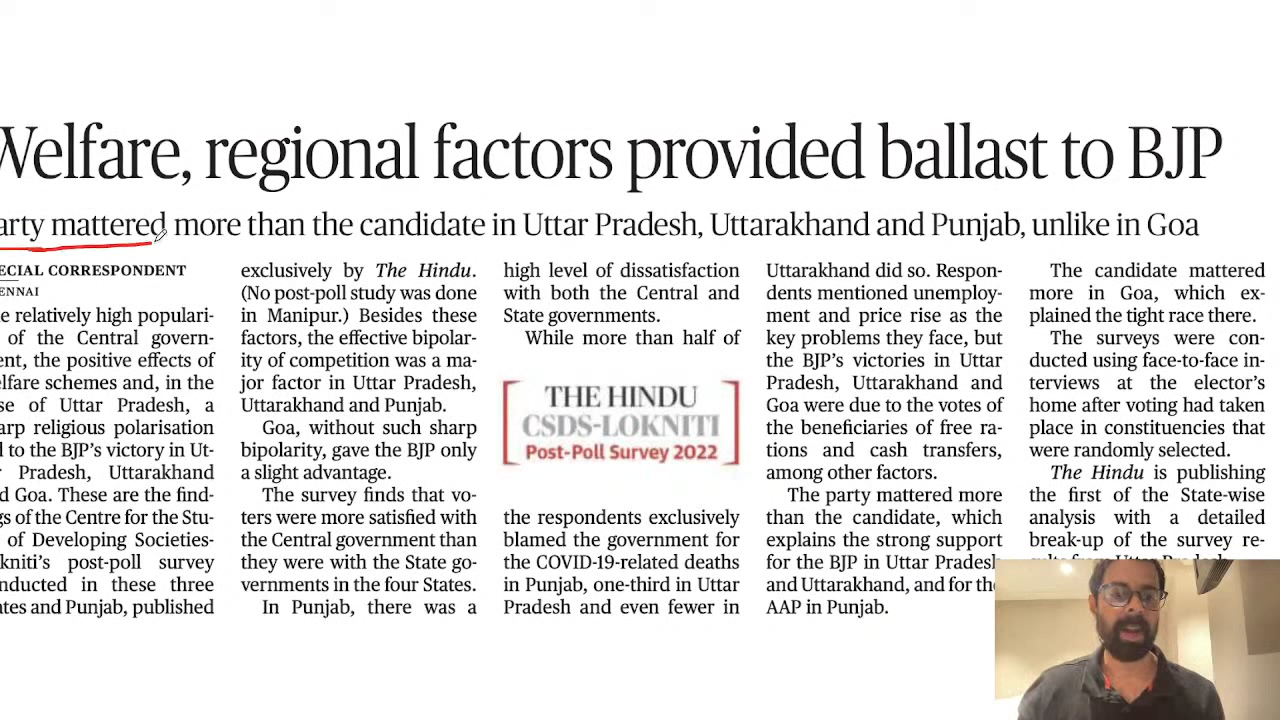 Welfare, regional factors provided ballast to BJP
arty mattered more than the candidate in Uttar Pradesh, Uttarakhand and Punjab, unlike in Goa
ECIAL CORRESPONDENT
ENNAI
e relatively high populari-
of the Central govern-
ent, the positive effects of
elfare schemes and, in the
se of Uttar Pradesh, a
arp religious polarisation
d to the BJP's victory in Ut-
r Pradesh, Uttarakhand
d Goa. These are the find-
gs of the Centre for the Stu-
of Developing Societies-
kniti's post-poll survey
nducted in these three
ates and Punjab, published
exclusively by The Hindu.
(No post-poll study was done
in Manipur.) Besides these
factors, the effective bipolar-
ity of competition was a ma-
jor factor in Uttar Pradesh,
Uttarakhand and Punjab.
Goa, without such sharp
bipolarity, gave the BJP only
a slight advantage.
The survey finds that vo-
ters were more satisfied with
the Central government than
they were with the State go-
vernments in the four States.
In Punjab, there was a
high level of dissatisfaction
with both the Central and
State governments.
While more than half of
THE HINDU
CSDS-LOKNITI
Post-Poll Survey 2022
the respondents exclusively
blamed the government for
the COVID-19-related deaths
in Punjab, one-third in Uttar
Pradesh and even fewer in
Uttarakhand did so. Respon-
dents mentioned unemploy-
ment and price rise as the
key problems they face, but
the BJP's victories in Uttar
Pradesh, Uttarakhand and
Goa were due to the votes of
the beneficiaries of free ra-
tions and cash transfers,
among other factors.
The party mattered more
than the candidate, which
explains the strong support
for the BJP in Uttar Pradesh
and Uttarakhand, and for the
AAP in Punjab.
The candidate mattered
more in Goa, which ex-
plained the tight race there.
The surveys were con-
ducted using face-to-face in-
terviews at the elector's
home after voting had taken
place in constituencies that
were randomly selected.
The Hindu is publishing
the first of the State-wise
analysis with a detailed
break-up of the survey re-